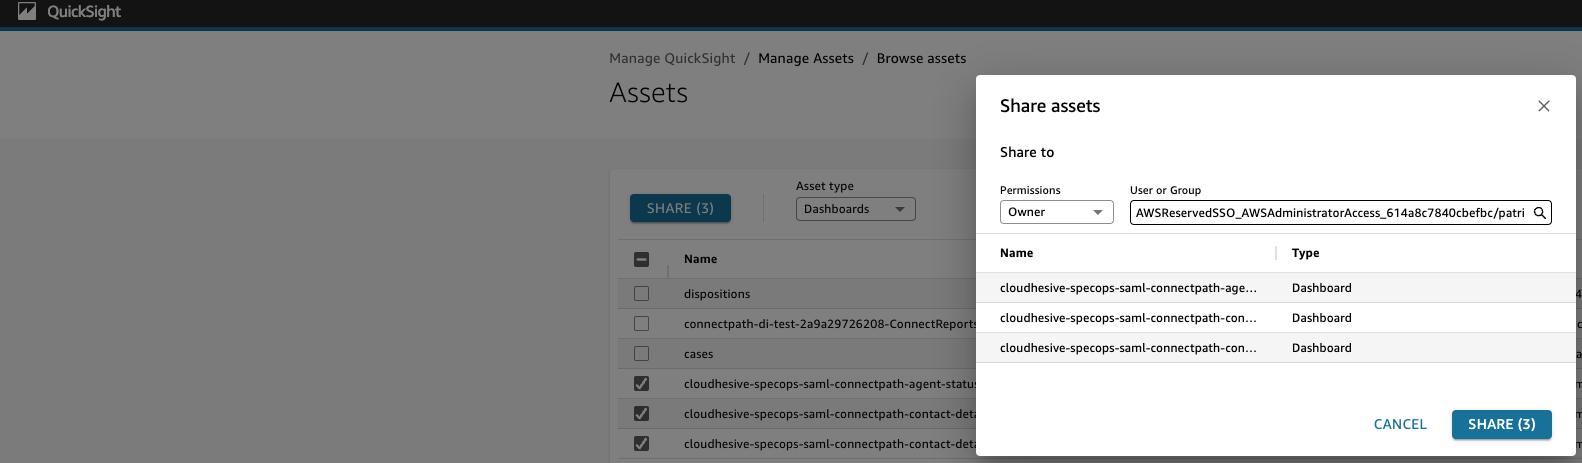 QuickSight
Manage QuickSight / Manage Assets / Browse assets
Assets
SHARE (3)
Asset type
Dashboards
Name
dispositions
connectpath-di-test-2a9a29726208-ConnectReports
cases
cloudhesive-specops-saml-connectpath-agent-status
cloudhesive-specops-saml-connectpath-contact-deta
cloudhesive-specops-saml-connectpath-contact-deta
Share assets
Share to
Permissions
User or Group
Owner
AWSReservedSSO_AWSAdministratorAccess_614a8c7840cbefbc/patri
Name Type
cloudhesive-specops-saml-connectpath-age... Dashboard
cloudhesive-specops-saml-connectpath-con... Dashboard
cloudhesive-specops-saml-connectpath-con... Dashboard
CANCEL SHARE (3)